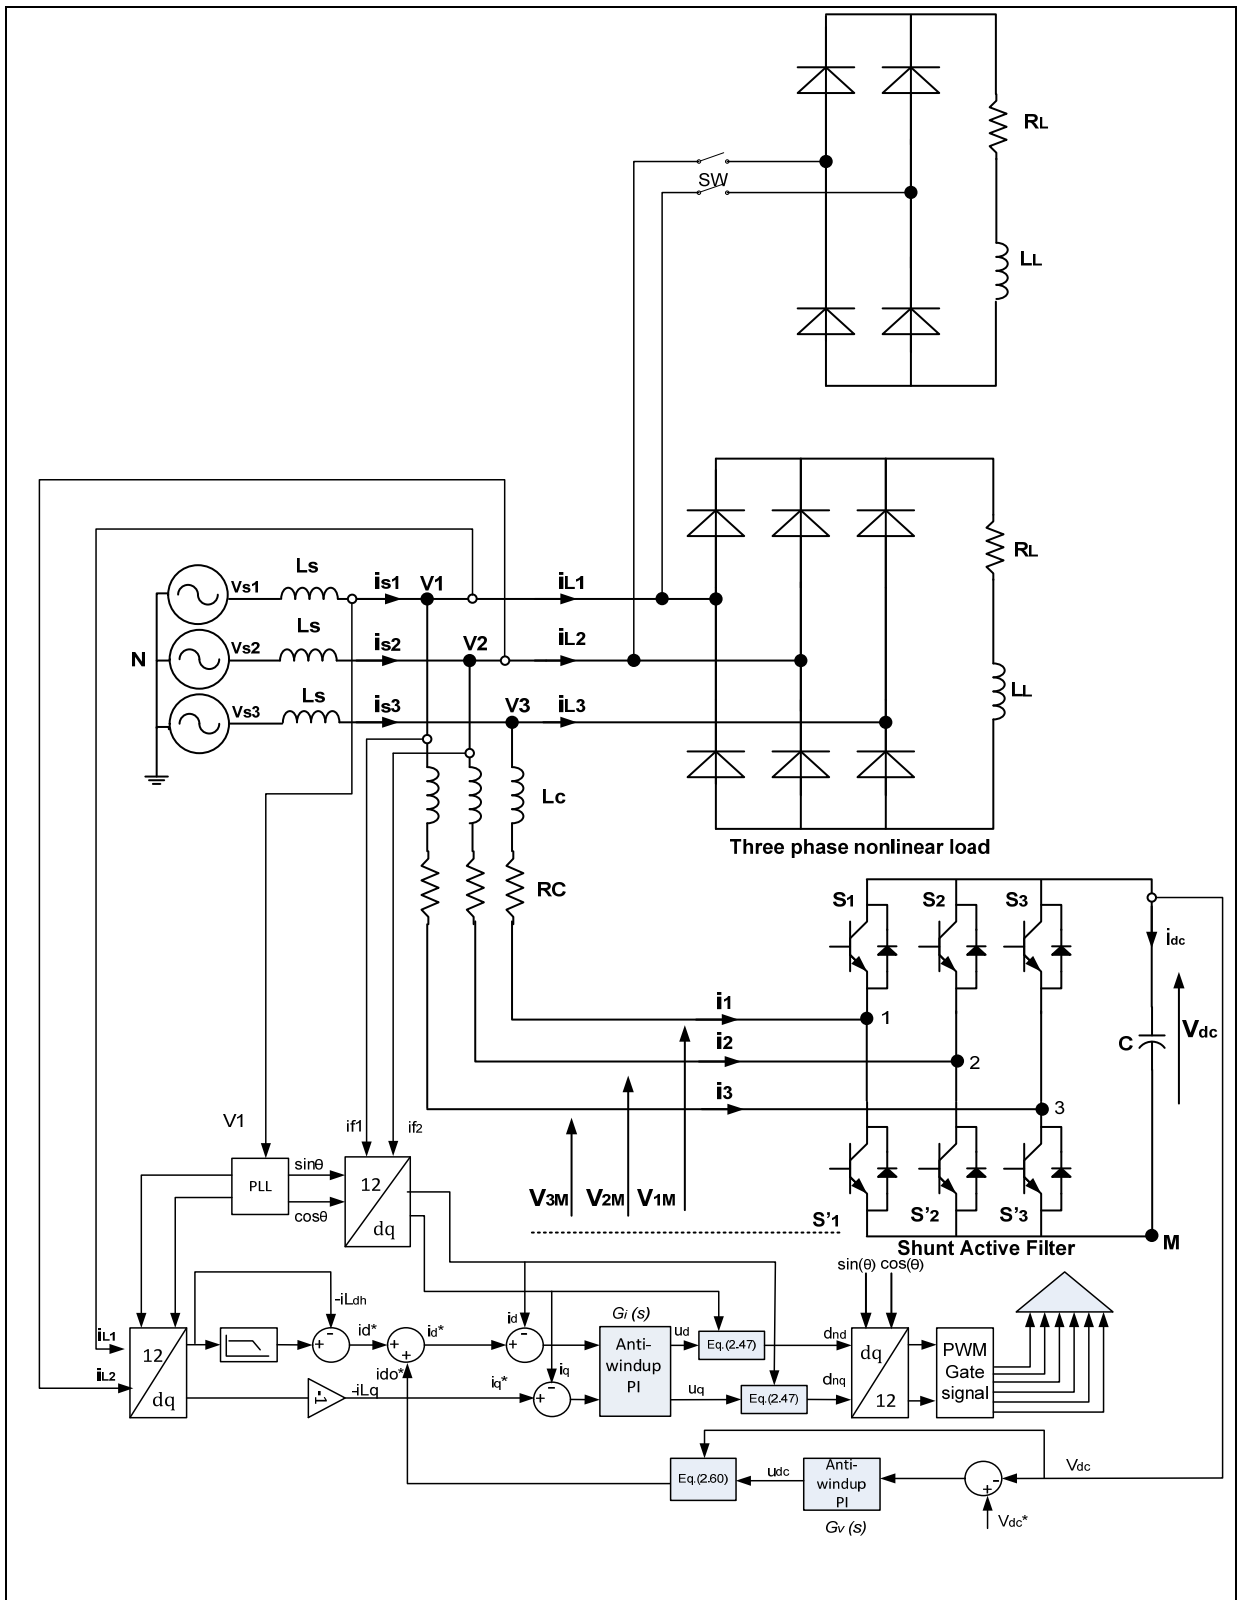 RL
SW
LL
RL
Ls
Vs1
is1
V1
iL1
Ls
N
Vs2
is2
V2
iL2
Ls
Vs3
is3
V3
iL3
Lc
Three phase nonlinear load
RC
S1
S2
S3
idc
i1
1
Vdc
C
i2
2
i3
3
V1
if1
if2
sinθ
PLL
12
cosθ
dq
V3M
V2M
V1M
S'1
S'2
S'3
M
Shunt Active Filter
sin(θ)
cos(θ)
-iLdh
iL1
12
id*
id*
id
Gi (s)
Anti-
windup
PI
ud
Eq.(2.47)
dnd
dq
PWM
Gate
signal
iL2
dq
-1
-iLq
ido*
iq*
iq
uq
Eq.(2.47)
dnq
12
Eq.(2.60)
udc
Anti-
windup
PI
Vdc
Vdc*
Gv (s)